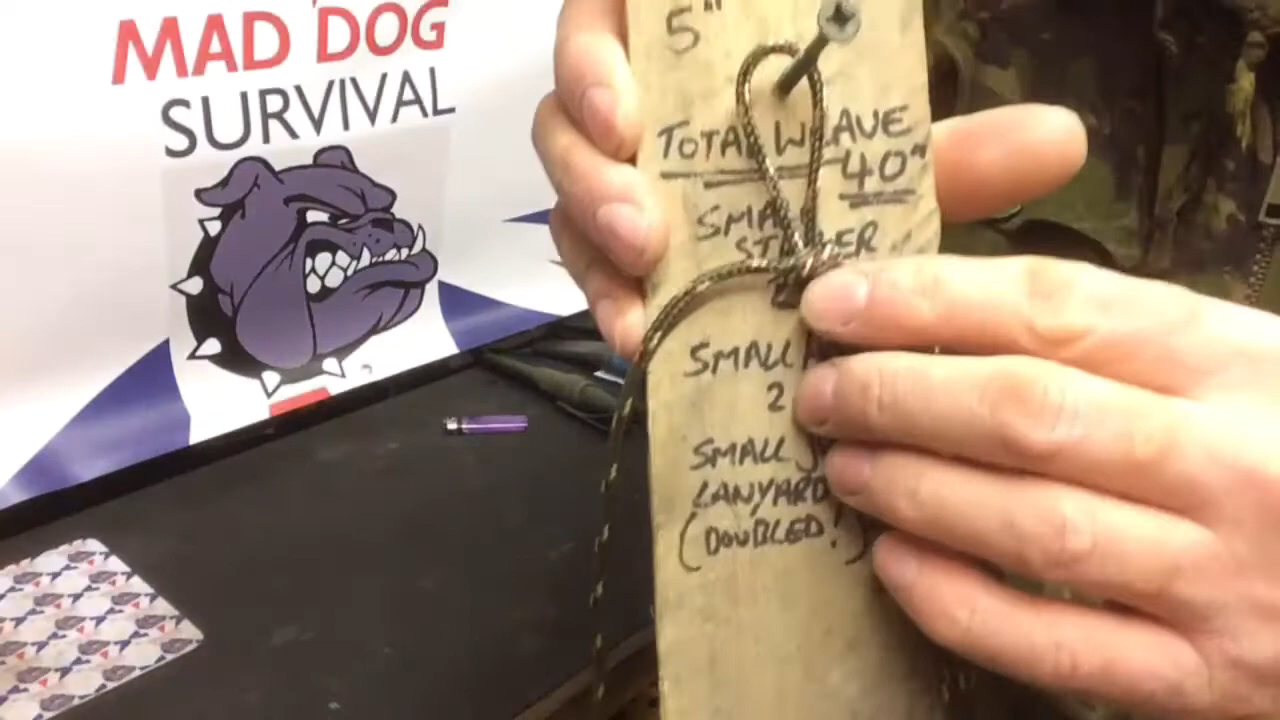 MAD DOG
SURVIVAL
5"
TOTAL WEAVE
40"
SMALL
SMALL
2
SMALL
LANYARD
(DOUBLED!)